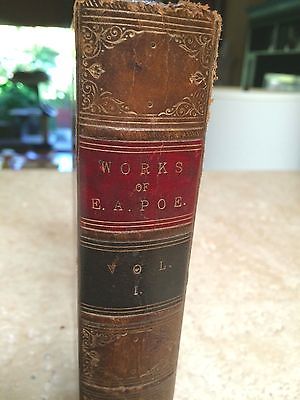 WORKS
OF
E. A. POE.
VOL.
I.